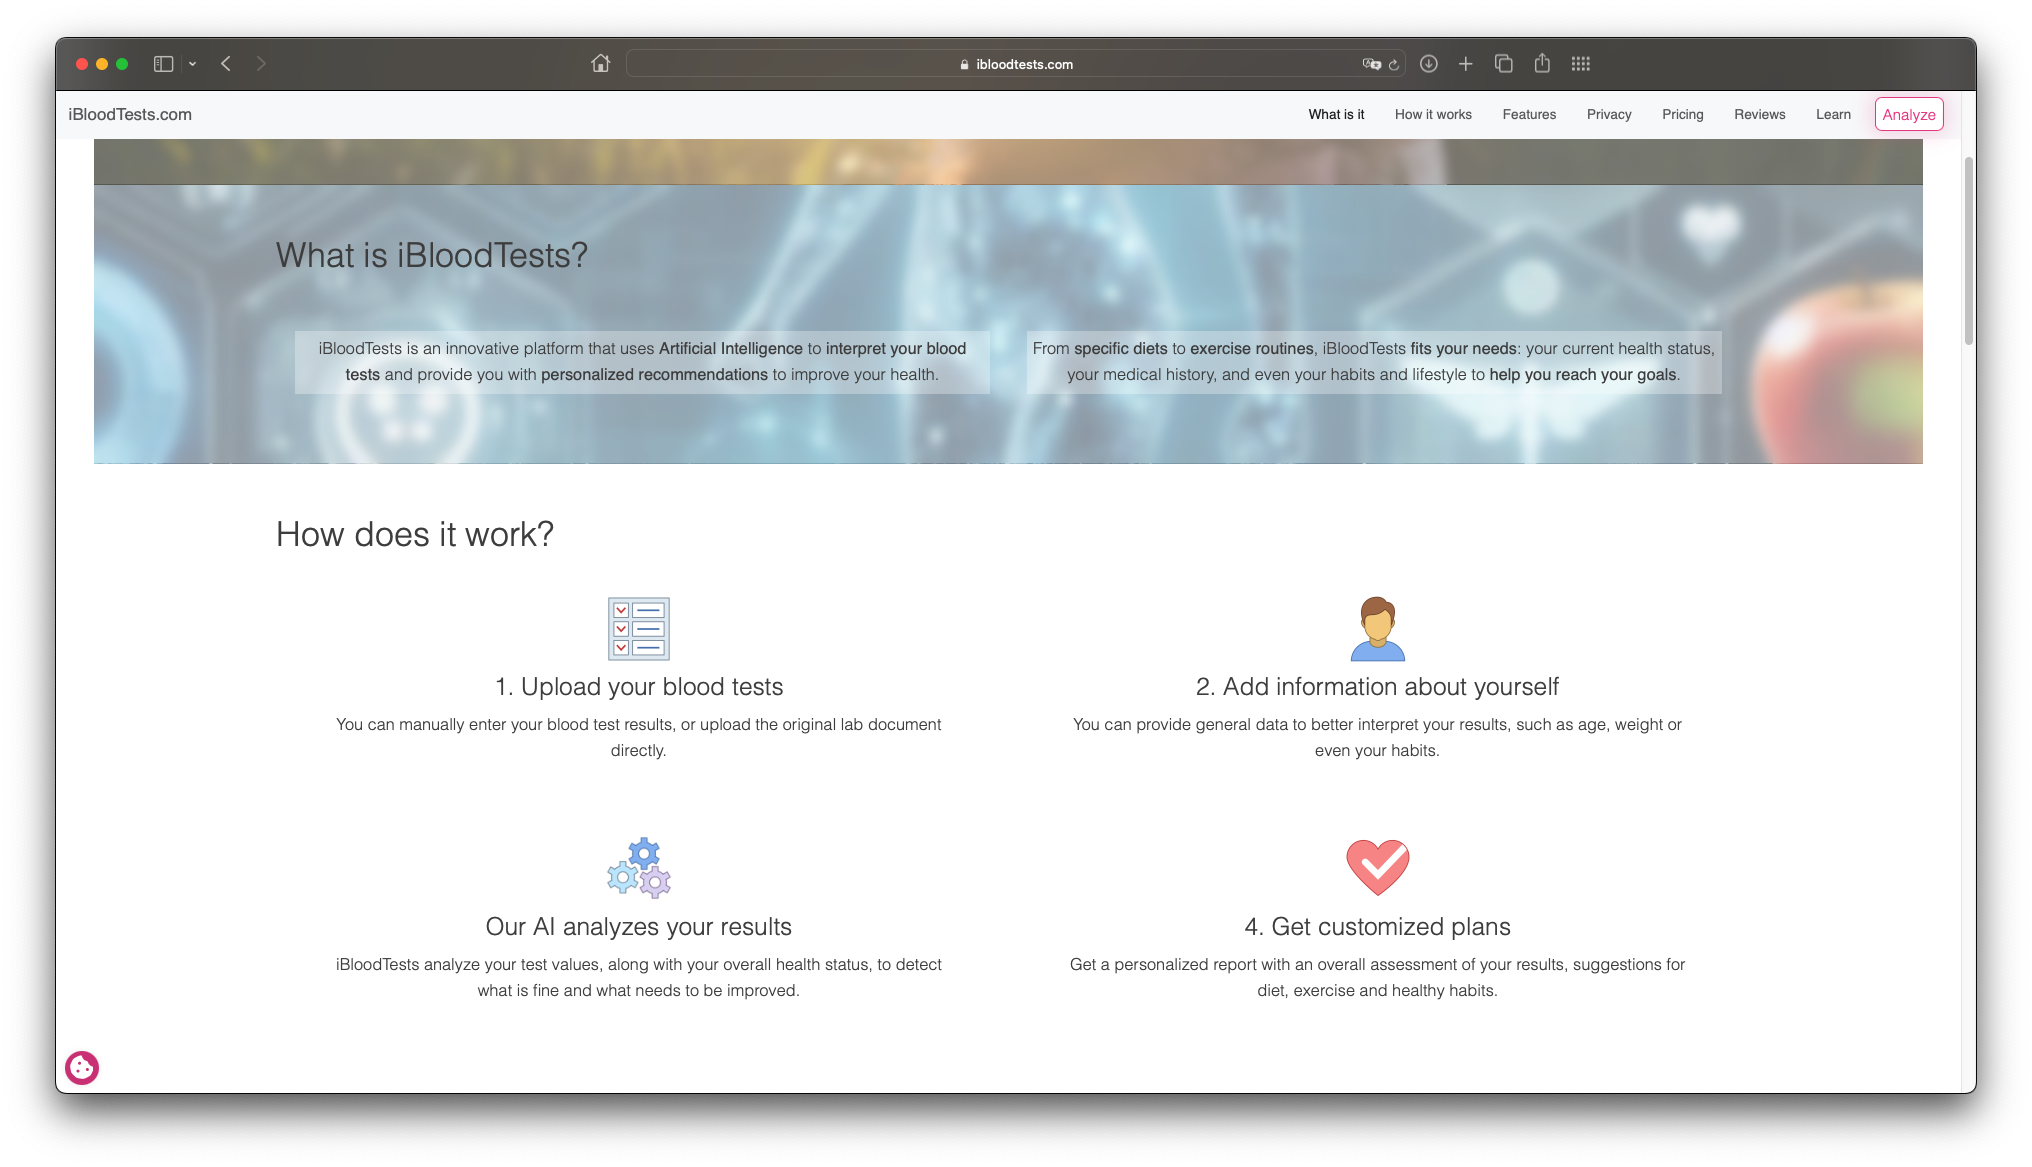 ibloodtests.com
iBloodTests.com
What is it
How it works
Features
Privacy
Pricing
Reviews
Learn
Analyze
What is iBloodTests?
iBloodTests is an innovative platform that uses Artificial Intelligence to interpret your blood
tests and provide you with personalized recommendations to improve your health.
From specific diets to exercise routines, iBloodTests fits your needs: your current health status,
your medical history, and even your habits and lifestyle to help you reach your goals.
How does it work?
1. Upload your blood tests
You can manually enter your blood test results, or upload the original lab document
directly.
2. Add information about yourself
You can provide general data to better interpret your results, such as age, weight or
even your habits.
Our AI analyzes your results
iBloodTests analyze your test values, along with your overall health status, to detect
what is fine and what needs to be improved.
4. Get customized plans
Get a personalized report with an overall assessment of your results, suggestions for
diet, exercise and healthy habits.